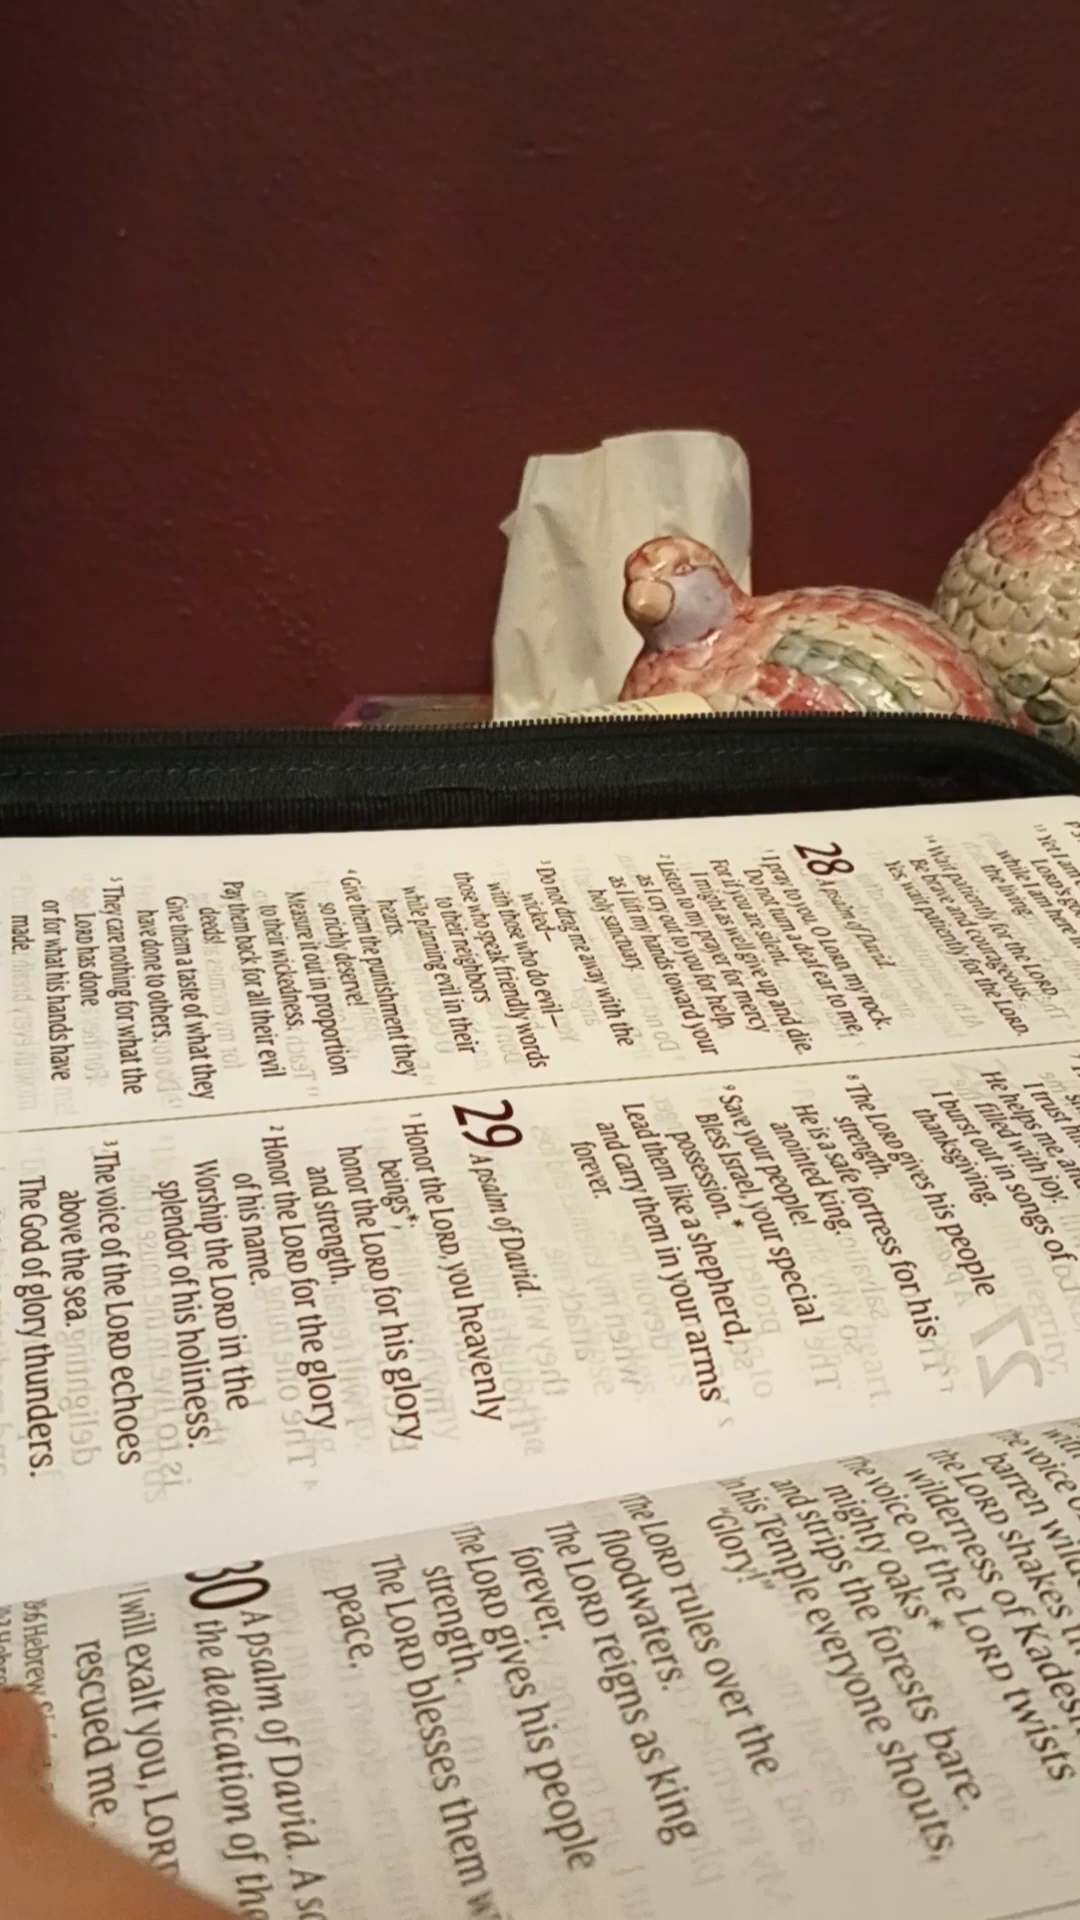 13 Yet I am
while I am here in
the living.
14 Wait patiently for the LORD.
Be brave and courageous.
Yes, wait patiently for the LORD.
28 A psalm of David.
1 I pray to you, O LORD, my rock.
Do not turn a deaf ear to me.
For if you are silent,
I might as well give up and die.
2 Listen to my prayer for mercy
as I cry out to you for help,
as I lift my hands toward your
holy sanctuary.
3 Do not drag me away with the
wicked—
with those who do evil—
those who speak friendly words
to their neighbors
while planning evil in their
hearts.
4 Give them the punishment they
so richly deserve!
Measure it out in proportion
to their wickedness.
Pay them back for all their evil
deeds!
Give them a taste of what they
have done to others.
5 They care nothing for what the
LORD has done
or for what his hands have
made.
I trust him
He helps me, and
filled with joy.
I burst out in songs of
thanksgiving.
8 The LORD gives his people
strength.
He is a safe fortress for his
anointed king.
9 Save your people!
Bless Israel, your special
possession.*
Lead them like a shepherd,
and carry them in your arms
forever.
29 A psalm of David.
1 Honor the LORD, you heavenly
beings*;
honor the LORD for his glory
and strength.
2 Honor the LORD for the glory
of his name.
Worship the LORD in the
splendor of his holiness.
3 The voice of the LORD echoes
above the sea.
The God of glory thunders.
with
voice
barren
the LORD shakes the
wilderness of Kadesh.
voice of the LORD twists
mighty oaks*
and strips the forests bare.
In his Temple everyone shouts,
"Glory!"
The LORD rules over the
floodwaters.
The LORD reigns as king
forever.
The LORD gives his people
strength.
The LORD blesses them
peace.
30 A psalm of David. A
the dedication of the
1 I will exalt you, LORD
rescued me.
Hebrew